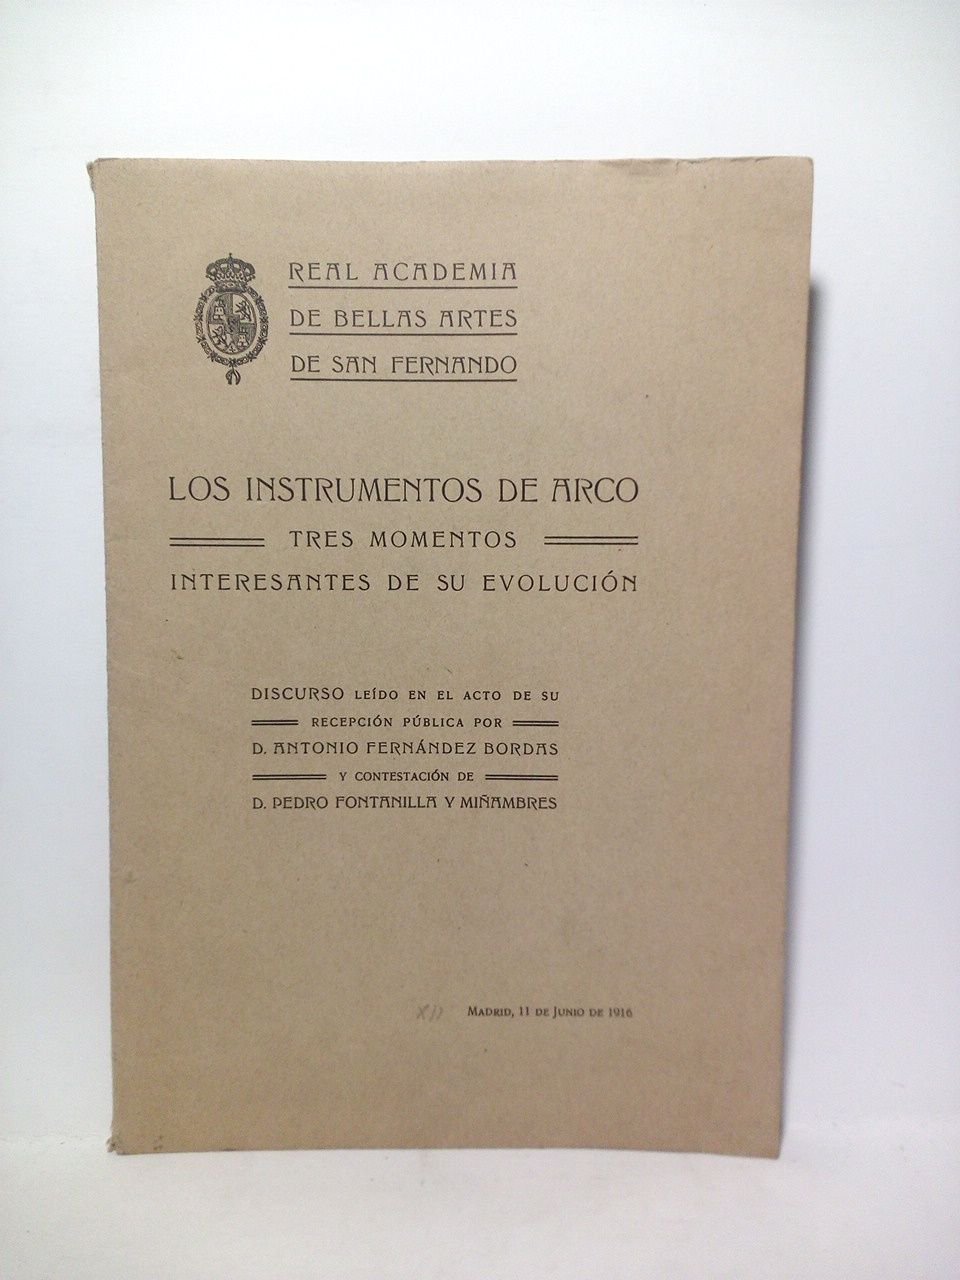 REAL ACADEMIA
DE BELLAS ARTES
DE SAN FERNANDO
LOS INSTRUMENTOS DE ARCO
TRES MOMENTOS
INTERESANTES DE SU EVOLUCIÓN
DISCURSO LEÍDO EN EL ACTO DE SU
RECEPCIÓN PÚBLICA POR
D. ANTONIO FERNÁNDEZ BORDAS
Y CONTESTACIÓN DE
D. PEDRO FONTANILLA Y MIÑAMBRES
MADRID, 11 DE JUNIO DE 1916